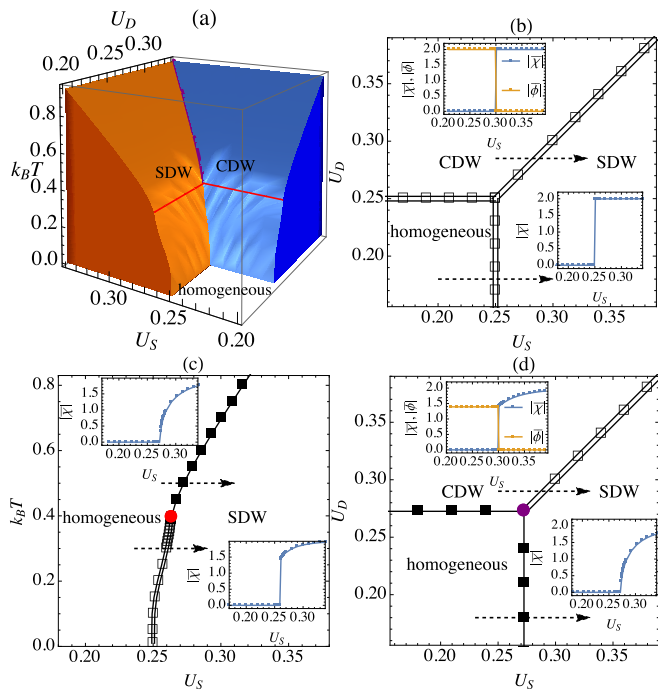 (a)
U_D
0.20 0.25 0.30
1.0
0.8
0.6
0.4
0.2
0.0
k_BT
SDW
CDW
homogeneous
0.30
0.25
0.20
U_S
(b)
0.35
0.30
0.25
0.20
U_D
2.0
1.5
1.0
0.5
0.0
|χ̄|,|ϕ̄|
|χ̄|
|ϕ̄|
0.20 0.25 0.30 0.35
U_S
CDW
SDW
homogeneous
2.0
1.5
1.0
0.5
0.0
|χ̄|
0.20 0.25 0.30
U_S
0.20 0.25 0.30 0.35
U_S
(c)
0.8
0.6
0.4
0.2
0.0
k_BT
1.5
1.0
0.5
0.0
|χ̄|
0.20 0.25 0.30
U_S
homogeneous
SDW
1.5
1.0
0.5
0.0
|χ̄|
0.20 0.25 0.30
U_S
0.20 0.25 0.30 0.35
U_S
(d)
0.35
0.30
0.25
0.20
U_D
2.0
1.5
1.0
0.5
0.0
|χ̄|,|ϕ̄|
|χ̄|
|ϕ̄|
0.20 0.25 0.30 0.35
U_S
CDW
SDW
homogeneous
1.5
1.0
0.5
0.0
|χ̄|
0.20 0.25 0.30
U_S
0.20 0.25 0.30 0.35
U_S